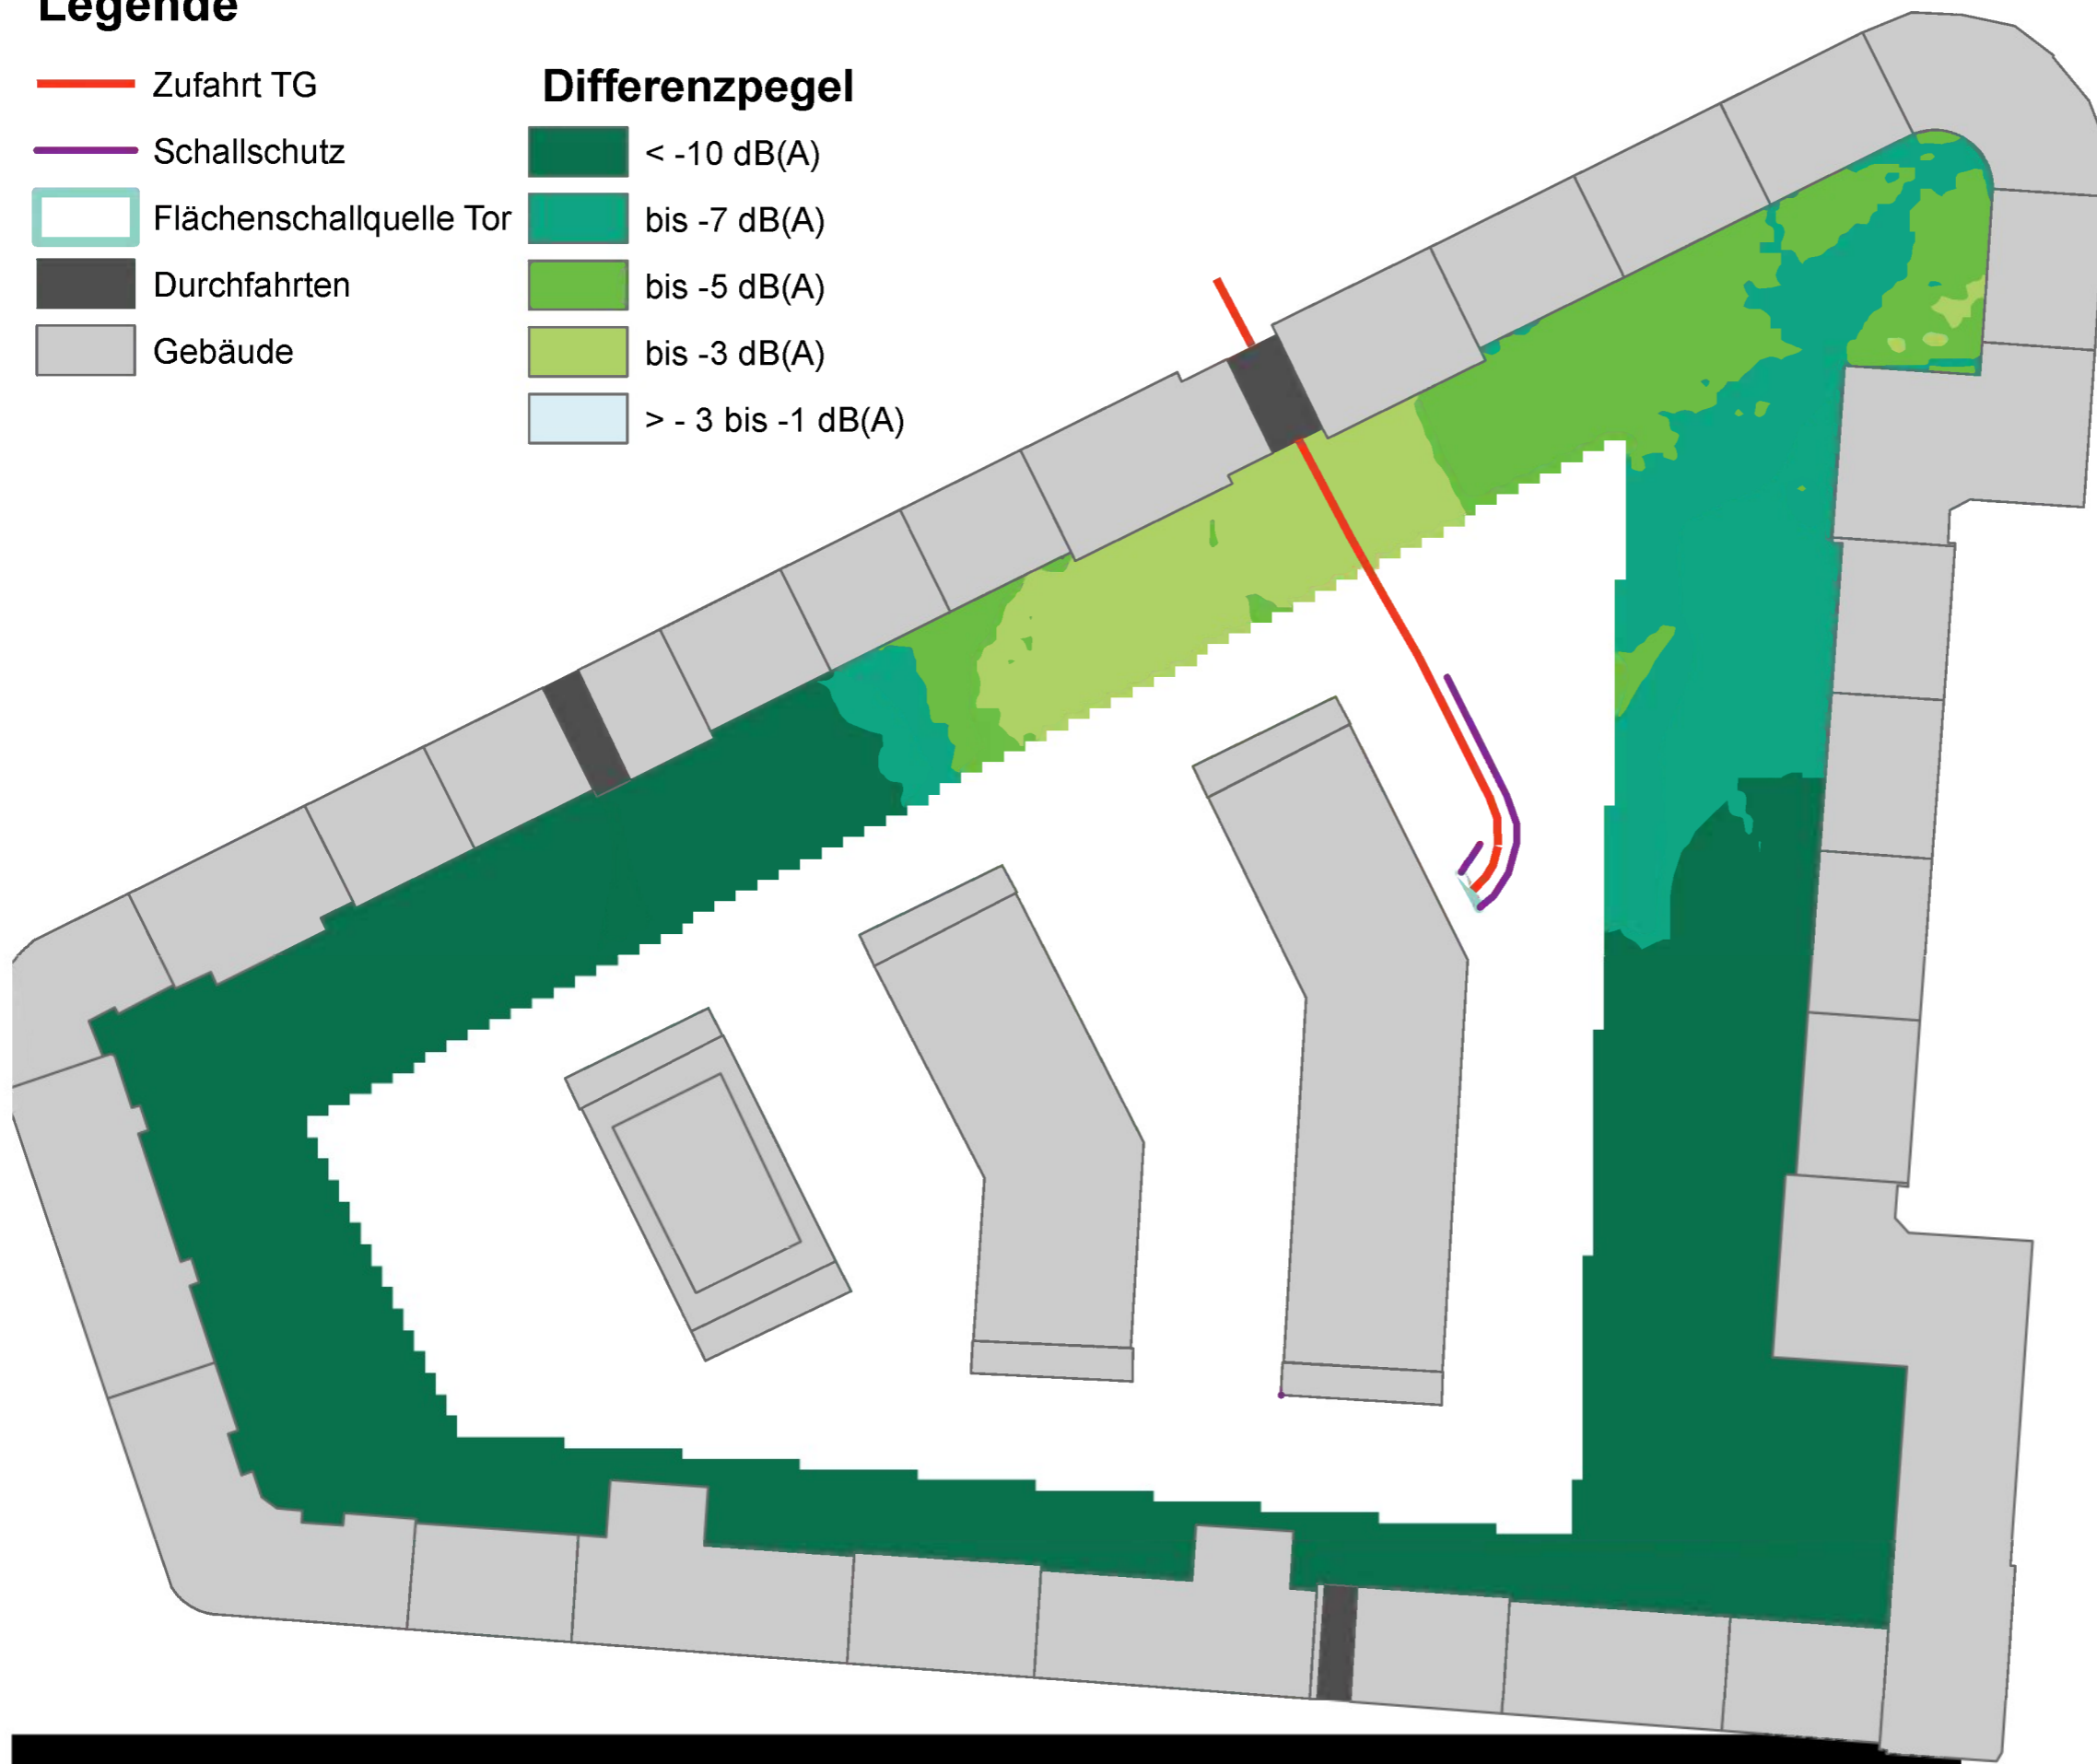 Legende
Zufahrt TG
Schallschutz
Flächenschallquelle Tor
Durchfahrten
Gebäude
Differenzpegel
< -10 dB(A)
bis -7 dB(A)
bis -5 dB(A)
bis -3 dB(A)
> - 3 bis -1 dB(A)